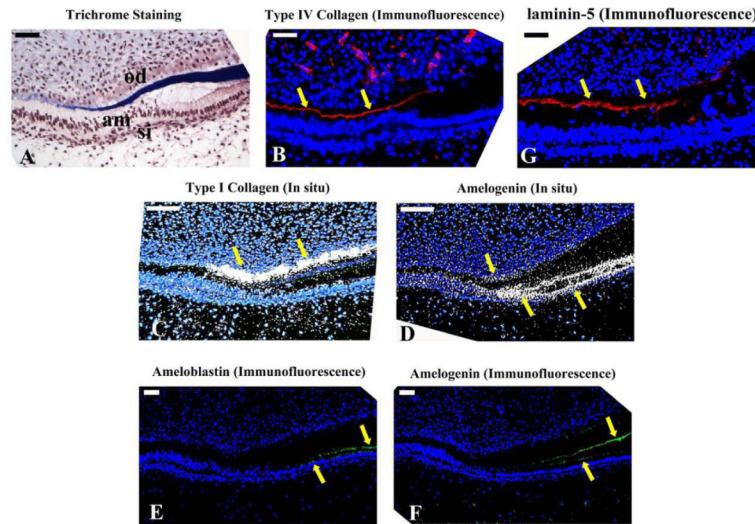 Trichrome Staining
Type IV Collagen (Immunofluorescence)
laminin-5 (Immunofluorescence)
od
am
si
A
B
G
Type I Collagen (In situ)
Amelogenin (In situ)
C
D
Ameloblastin (Immunofluorescence)
Amelogenin (Immunofluorescence)
E
F